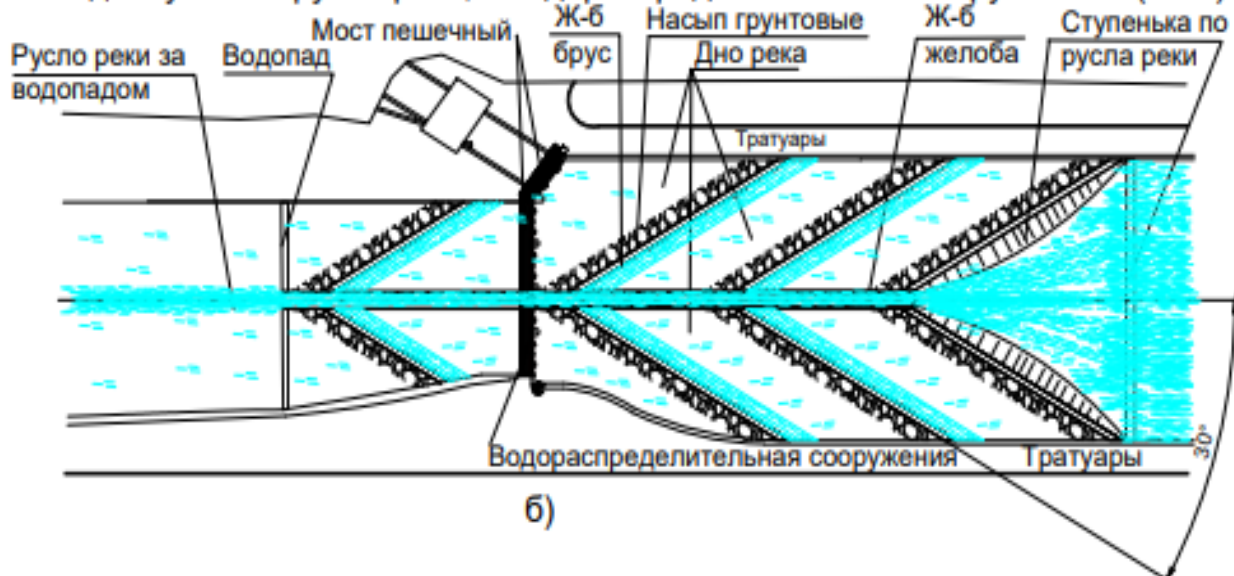 Мост пешечный
Ж-б
брус
Насып грунтовые
Дно река
Ж-б
желоба
Ступенька по
русла реки
Русло реки за
водопадом
Водопад
Тратуары
Водораспределительная сооружения
Тратуары
30°
б)